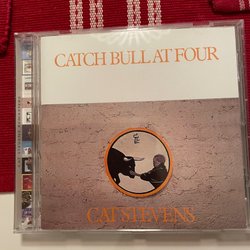 CATCH BULL AT FOUR
CAT STEVENS